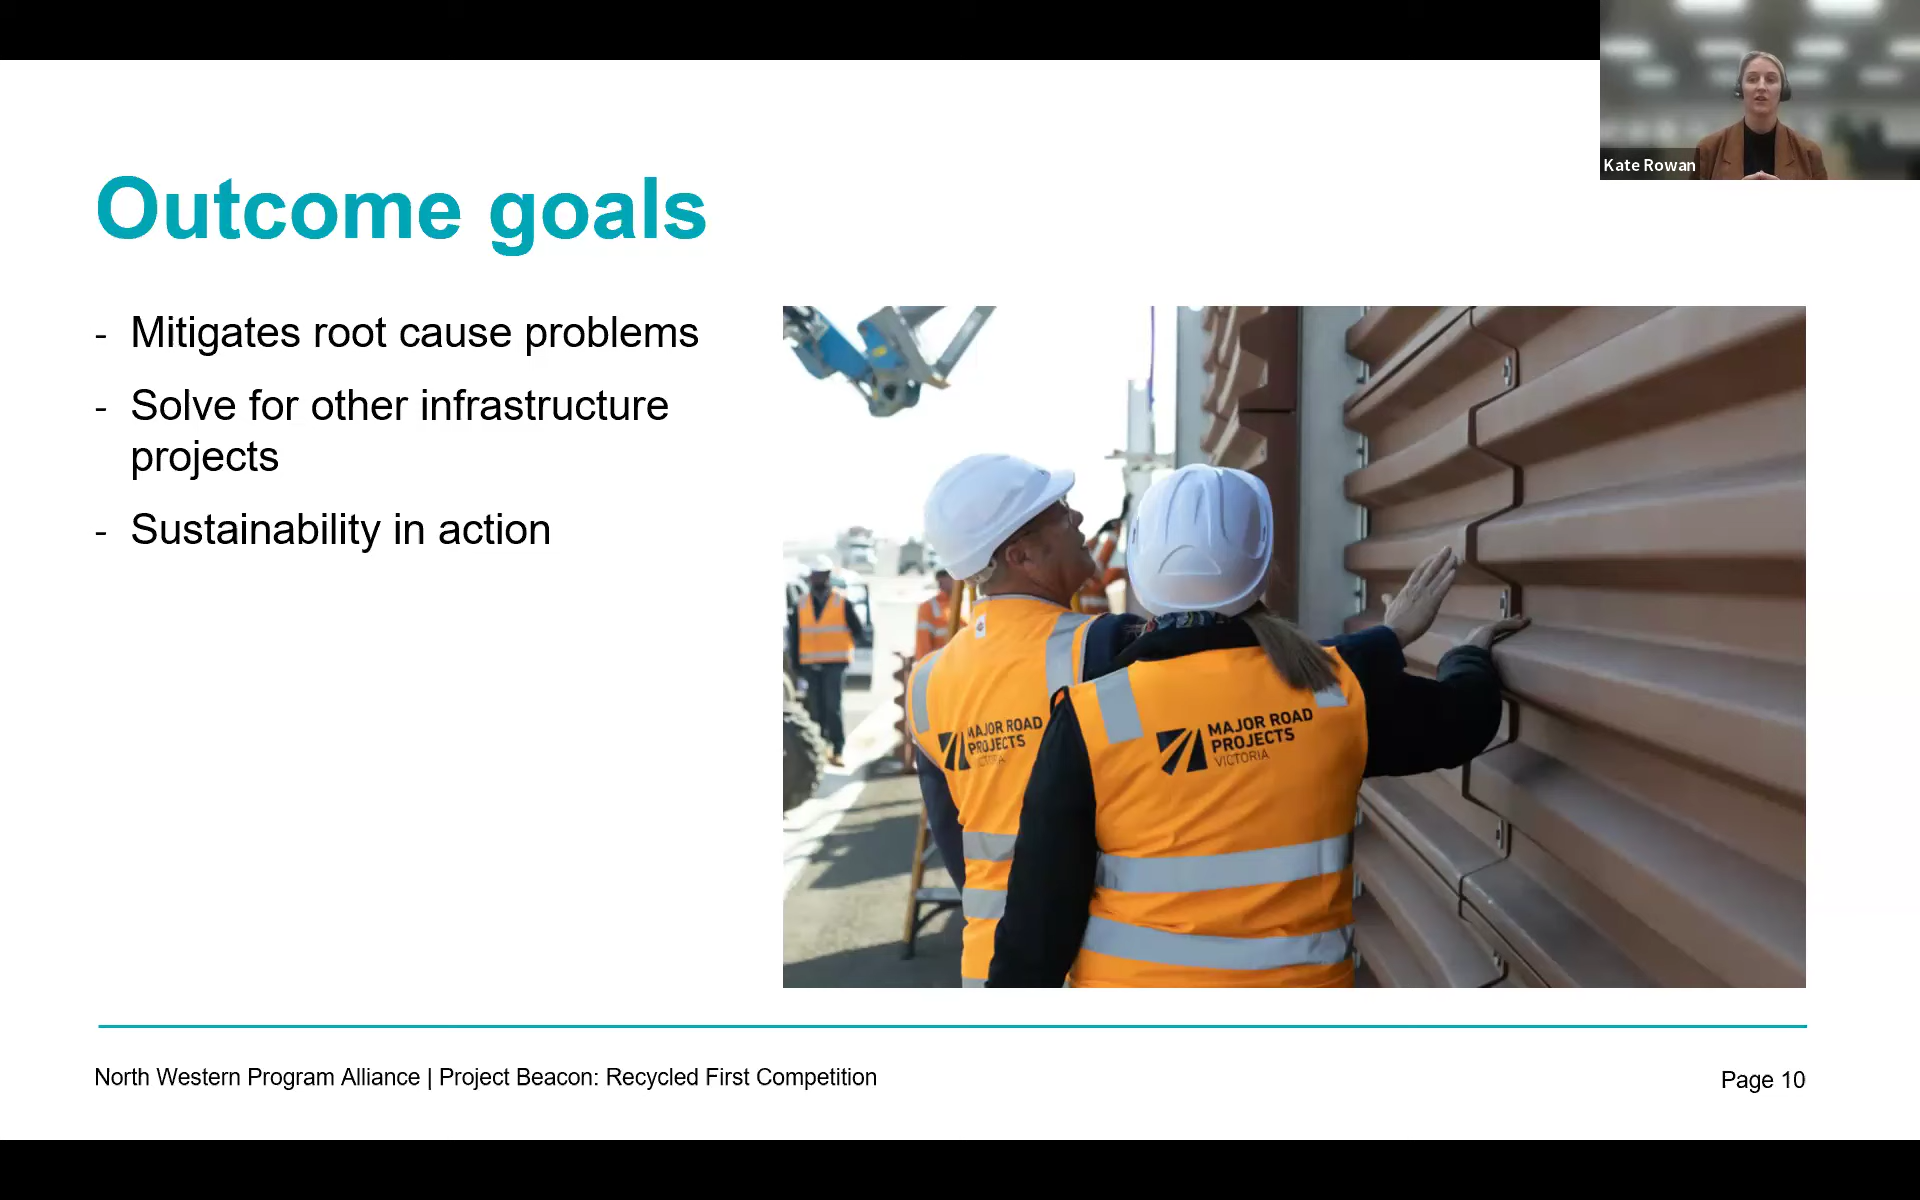 Kate Rowan
Outcome goals
- Mitigates root cause problems
- Solve for other infrastructure
projects
- Sustainability in action
MAJOR ROAD
PROJECTS
MAJOR ROAD
PROJECTS
VICTORIA
North Western Program Alliance | Project Beacon: Recycled First Competition
Page 10